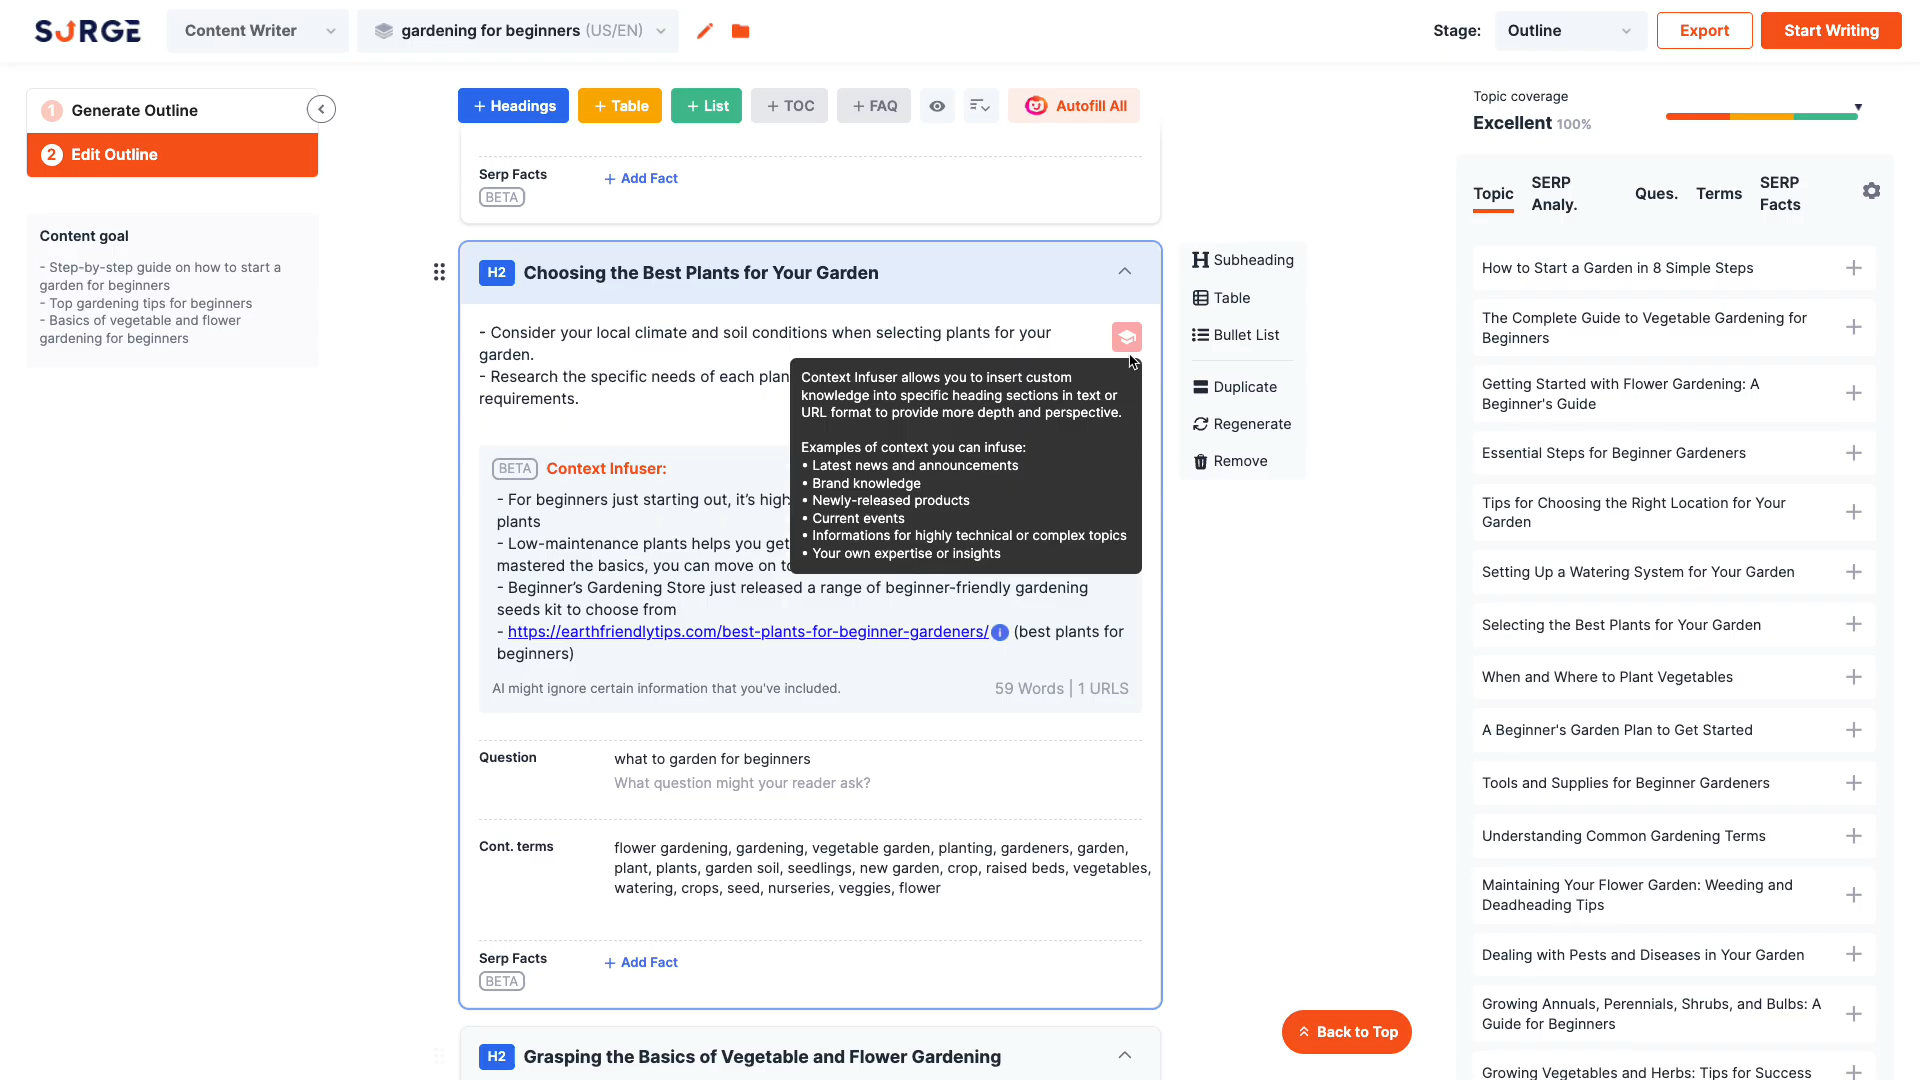 SURGE
Content Writer
gardening for beginners (US/EN)
Stage:
Outline
Export
Start Writing
1 Generate Outline
2 Edit Outline
Content goal
- Step-by-step guide on how to start a
garden for beginners
- Top gardening tips for beginners
- Basics of vegetable and flower
gardening for beginners
+ Headings
+ Table
+ List
+ TOC
+ FAQ
Autofill All
Serp Facts
BETA
+ Add Fact
H2 Choosing the Best Plants for Your Garden
- Consider your local climate and soil conditions when selecting plants for your
garden.
- Research the specific needs of each plan
requirements.
Context Infuser allows you to insert custom
knowledge into specific heading sections in text or
URL format to provide more depth and perspective.
Examples of context you can infuse:
• Latest news and announcements
• Brand knowledge
• Newly-released products
• Current events
• Informations for highly technical or complex topics
• Your own expertise or insights
BETA Context Infuser:
- For beginners just starting out, it's high
plants
- Low-maintenance plants helps you get
mastered the basics, you can move on to
- Beginner's Gardening Store just released a range of beginner-friendly gardening
seeds kit to choose from
- https://earthfriendlytips.com/best-plants-for-beginner-gardeners/ i (best plants for
beginners)
AI might ignore certain information that you've included.
59 Words | 1 URLS
Question
what to garden for beginners
What question might your reader ask?
Cont. terms
flower gardening, gardening, vegetable garden, planting, gardeners, garden,
plant, plants, garden soil, seedlings, new garden, crop, raised beds, vegetables,
watering, crops, seed, nurseries, veggies, flower
Serp Facts
BETA
+ Add Fact
H2 Grasping the Basics of Vegetable and Flower Gardening
Subheading
Table
Bullet List
Duplicate
Regenerate
Remove
Back to Top
Topic coverage
Excellent 100%
Topic
SERP
Analy.
Ques.
Terms
SERP
Facts
How to Start a Garden in 8 Simple Steps
The Complete Guide to Vegetable Gardening for
Beginners
Getting Started with Flower Gardening: A
Beginner's Guide
Essential Steps for Beginner Gardeners
Tips for Choosing the Right Location for Your
Garden
Setting Up a Watering System for Your Garden
Selecting the Best Plants for Your Garden
When and Where to Plant Vegetables
A Beginner's Garden Plan to Get Started
Tools and Supplies for Beginner Gardeners
Understanding Common Gardening Terms
Maintaining Your Flower Garden: Weeding and
Deadheading Tips
Dealing with Pests and Diseases in Your Garden
Growing Annuals, Perennials, Shrubs, and Bulbs: A
Guide for Beginners
Growing Vegetables and Herbs: Tips for Success